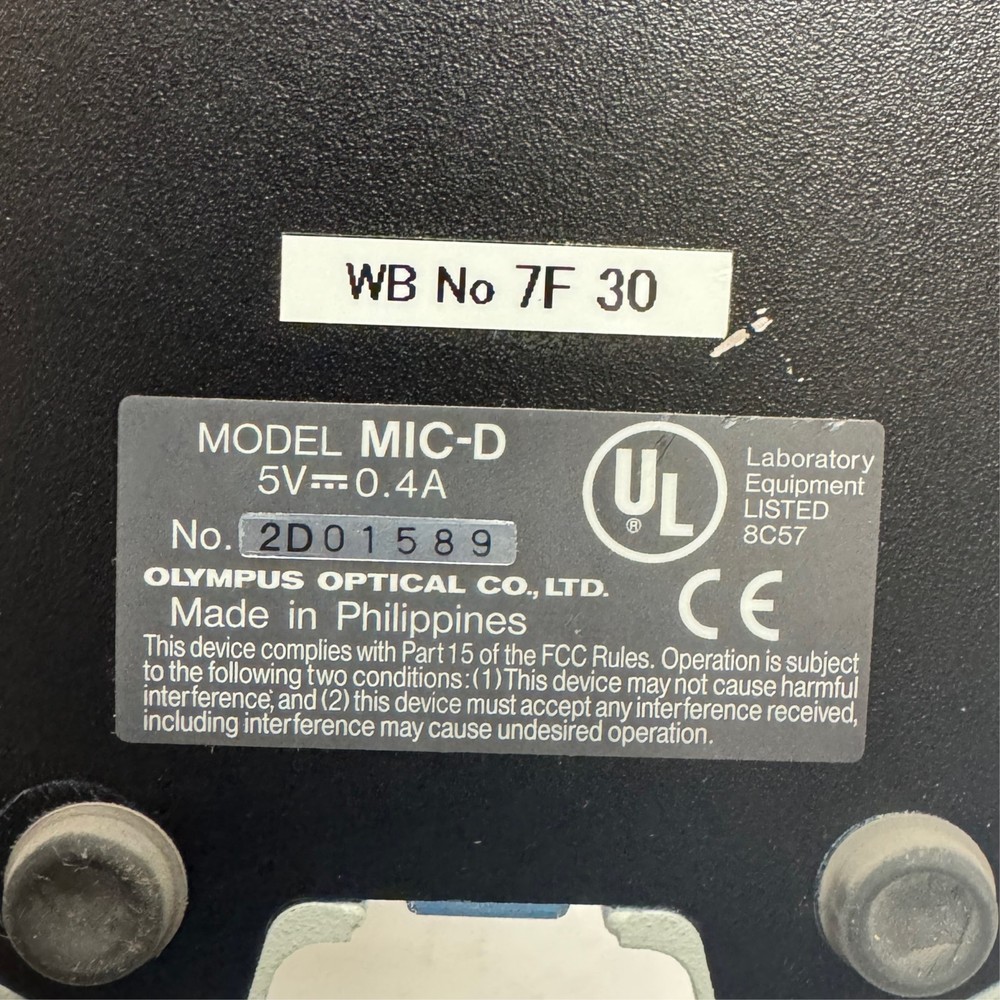 WB No 7F 30
MODEL MIC-D
5V⎓0.4A
No. 2D01589
OLYMPUS OPTICAL CO., LTD.
Made in Philippines
UL
®
Laboratory
Equipment
LISTED
8C57
CE
This device complies with Part 15 of the FCC Rules. Operation is subject
to the following two conditions: (1) This device may not cause harmful
interference, and (2) this device must accept any interference received,
including interference may cause undesired operation.